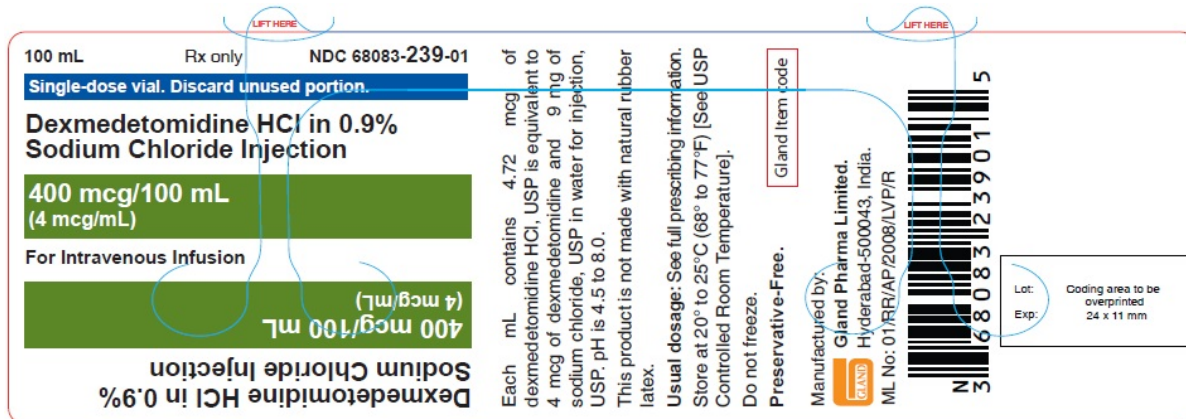 LIFT HERE
LIFT HERE
100 mL Rx only NDC 68083-239-01
Single-dose vial. Discard unused portion.
Dexmedetomidine HCl in 0.9%
Sodium Chloride Injection
400 mcg/100 mL
(4 mcg/mL)
For Intravenous Infusion
400 mcg/100 mL
(4 mcg/mL)
Dexmedetomidine HCl in 0.9%
Sodium Chloride Injection
Each mL contains 4.72 mcg of
dexmedetomidine HCl, USP is equivalent to
4 mcg of dexmedetomidine and 9 mg of
sodium chloride, USP in water for injection,
USP. pH is 4.5 to 8.0.
This product is not made with natural rubber
latex.
Usual dosage: See full prescribing information.
Store at 20° to 25°C (68° to 77°F) [See USP
Controlled Room Temperature].
Do not freeze.
Preservative-Free.
Gland Item code
Manufactured by:
Gland Pharma Limited.
Hyderabad-500043, India.
ML No: 01/RR/AP/2008/LVP/R
GLAND
N
3 68083 23901 5
Lot:
Exp:
Coding area to be
overprinted
24 x 11 mm